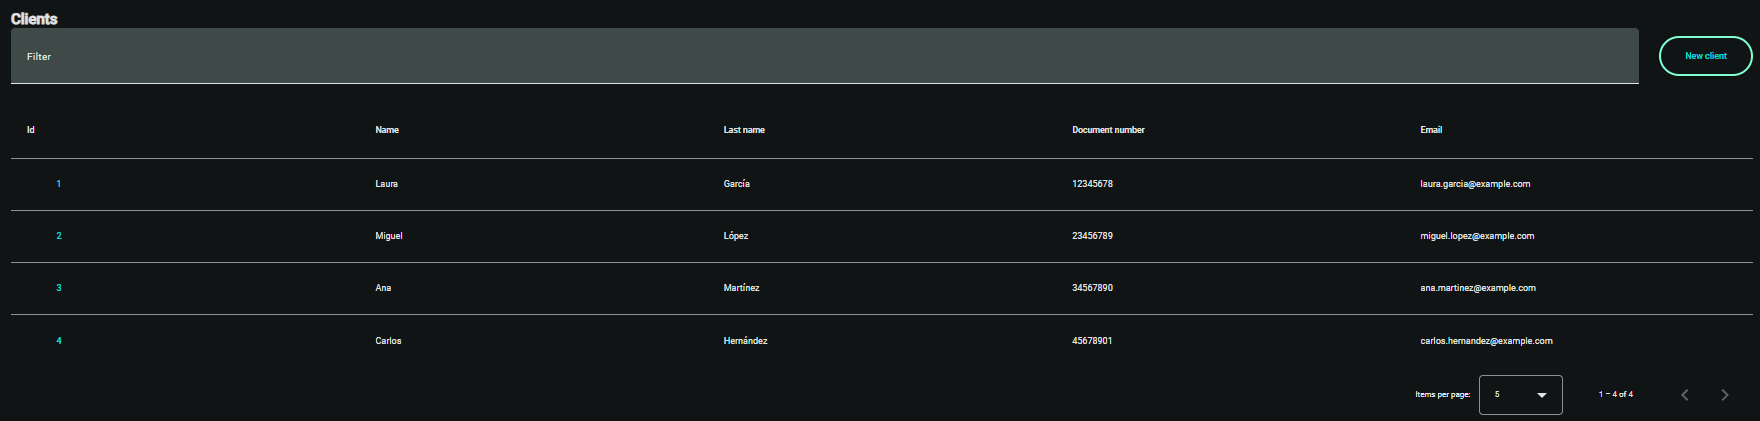 Clients
Filter
New client
Id Name Last name Document number Email
1 Laura García 12345678 laura.garcia@example.com
2 Miguel López 23456789 miguel.lopez@example.com
3 Ana Martínez 34567890 ana.martinez@example.com
4 Carlos Hernández 45678901 carlos.hernandez@example.com
Items per page: 5 1 – 4 of 4